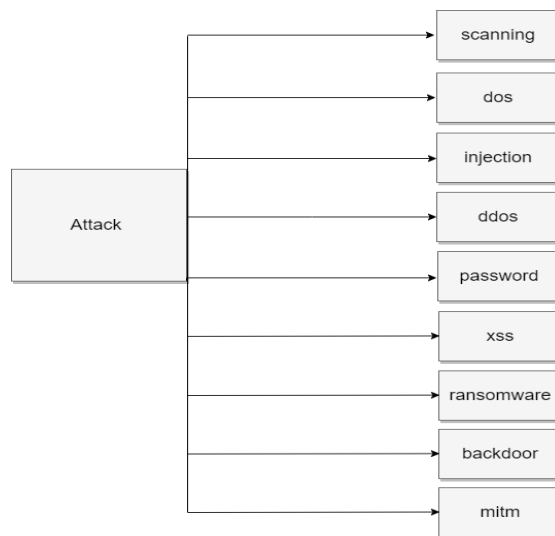 scanning
dos
injection
Attack
ddos
password
xss
ransomware
backdoor
mitm